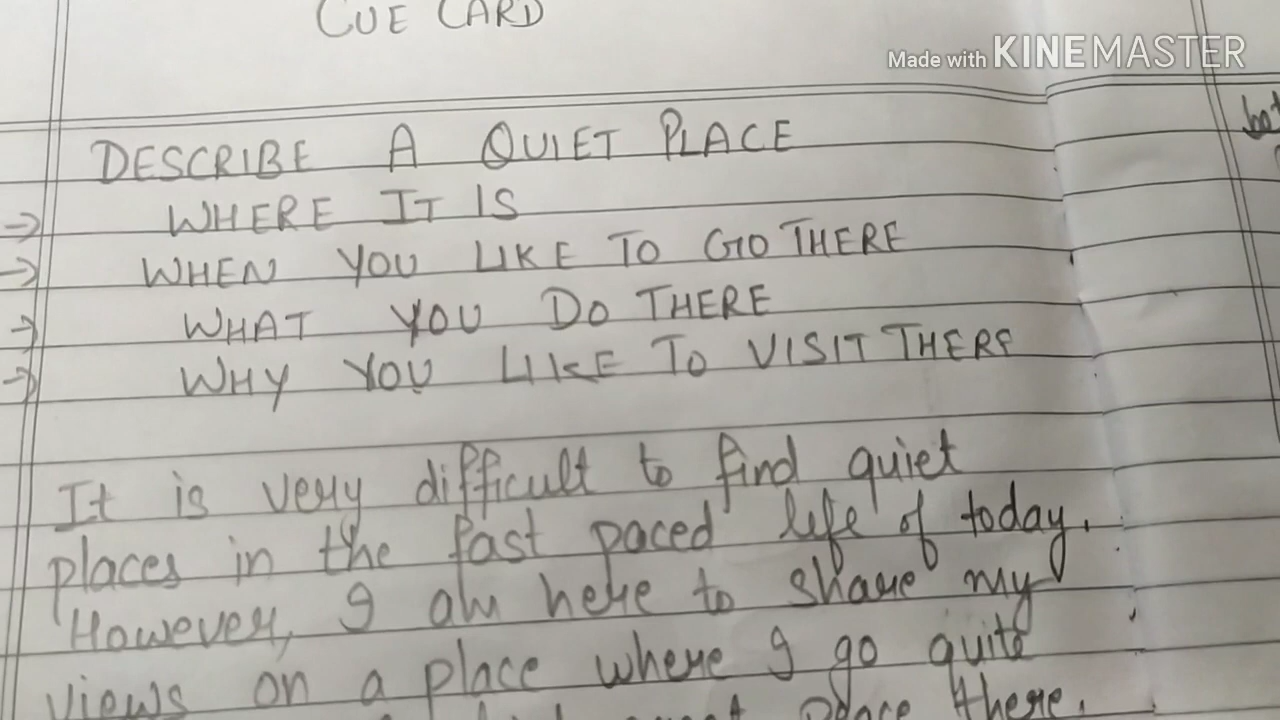 CUE CARD
Made with KINEMASTER
DESCRIBE A QUIET PLACE
→ WHERE IT IS
→ WHEN YOU LIKE TO GO THERE
→ WHAT YOU DO THERE
→ WHY YOU LIKE TO VISIT THERE
It is very difficult to find quiet
places in the fast paced life of today.
However, I am here to share my
views on a place where I go quite
place there.